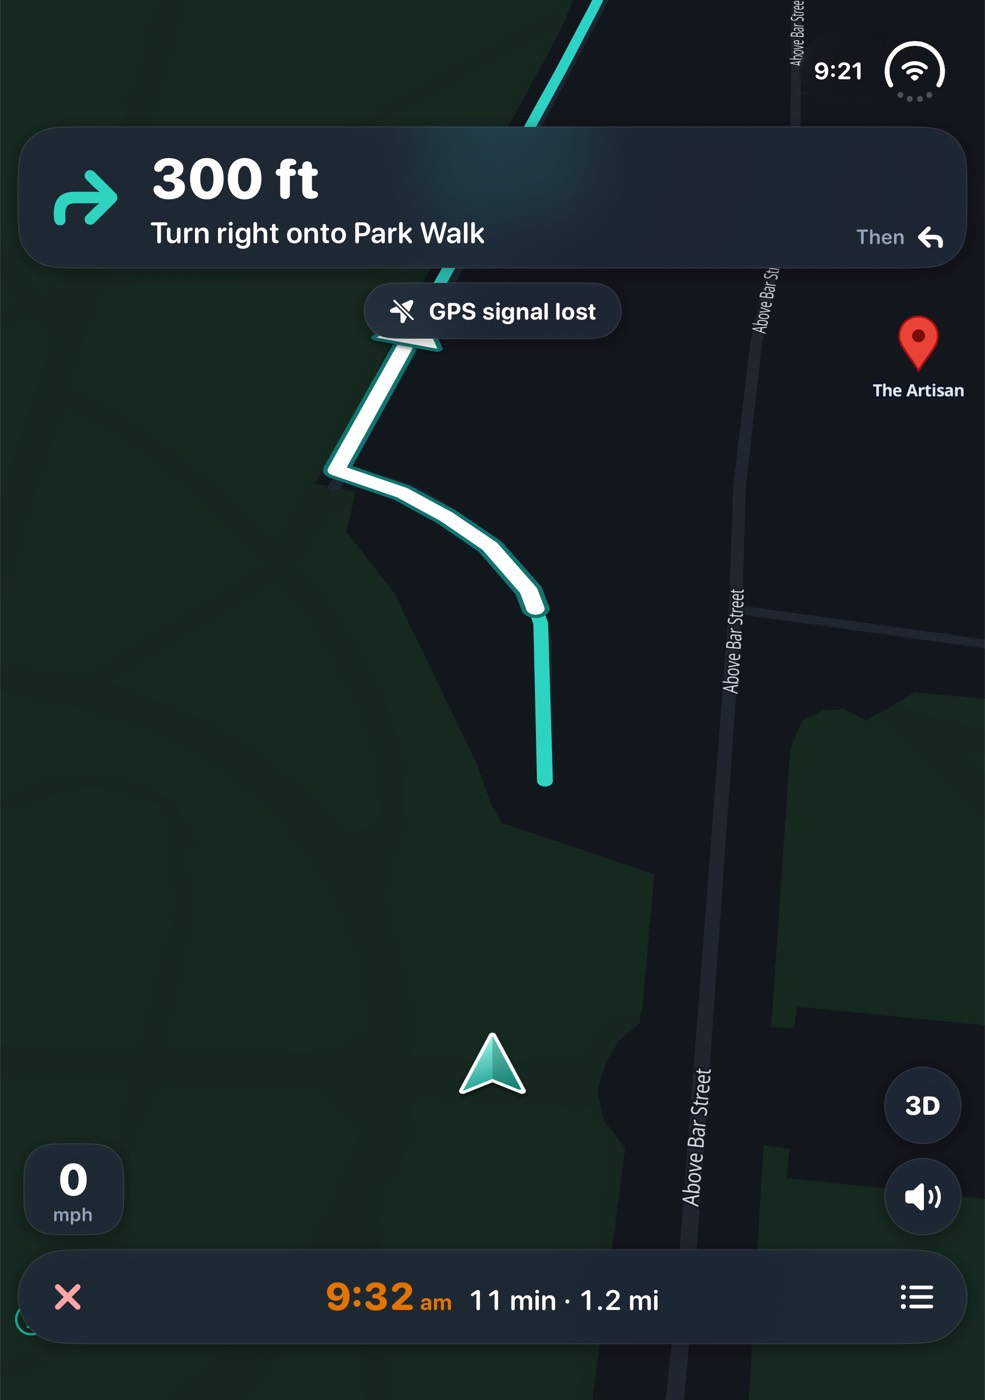 Above Bar Stree
9:21
300 ft
Turn right onto Park Walk
Then
GPS signal lost
Above Bar St
The Artisan
Above Bar Street
Above Bar Street
3D
0
mph
9:32 am 11 min · 1.2 mi